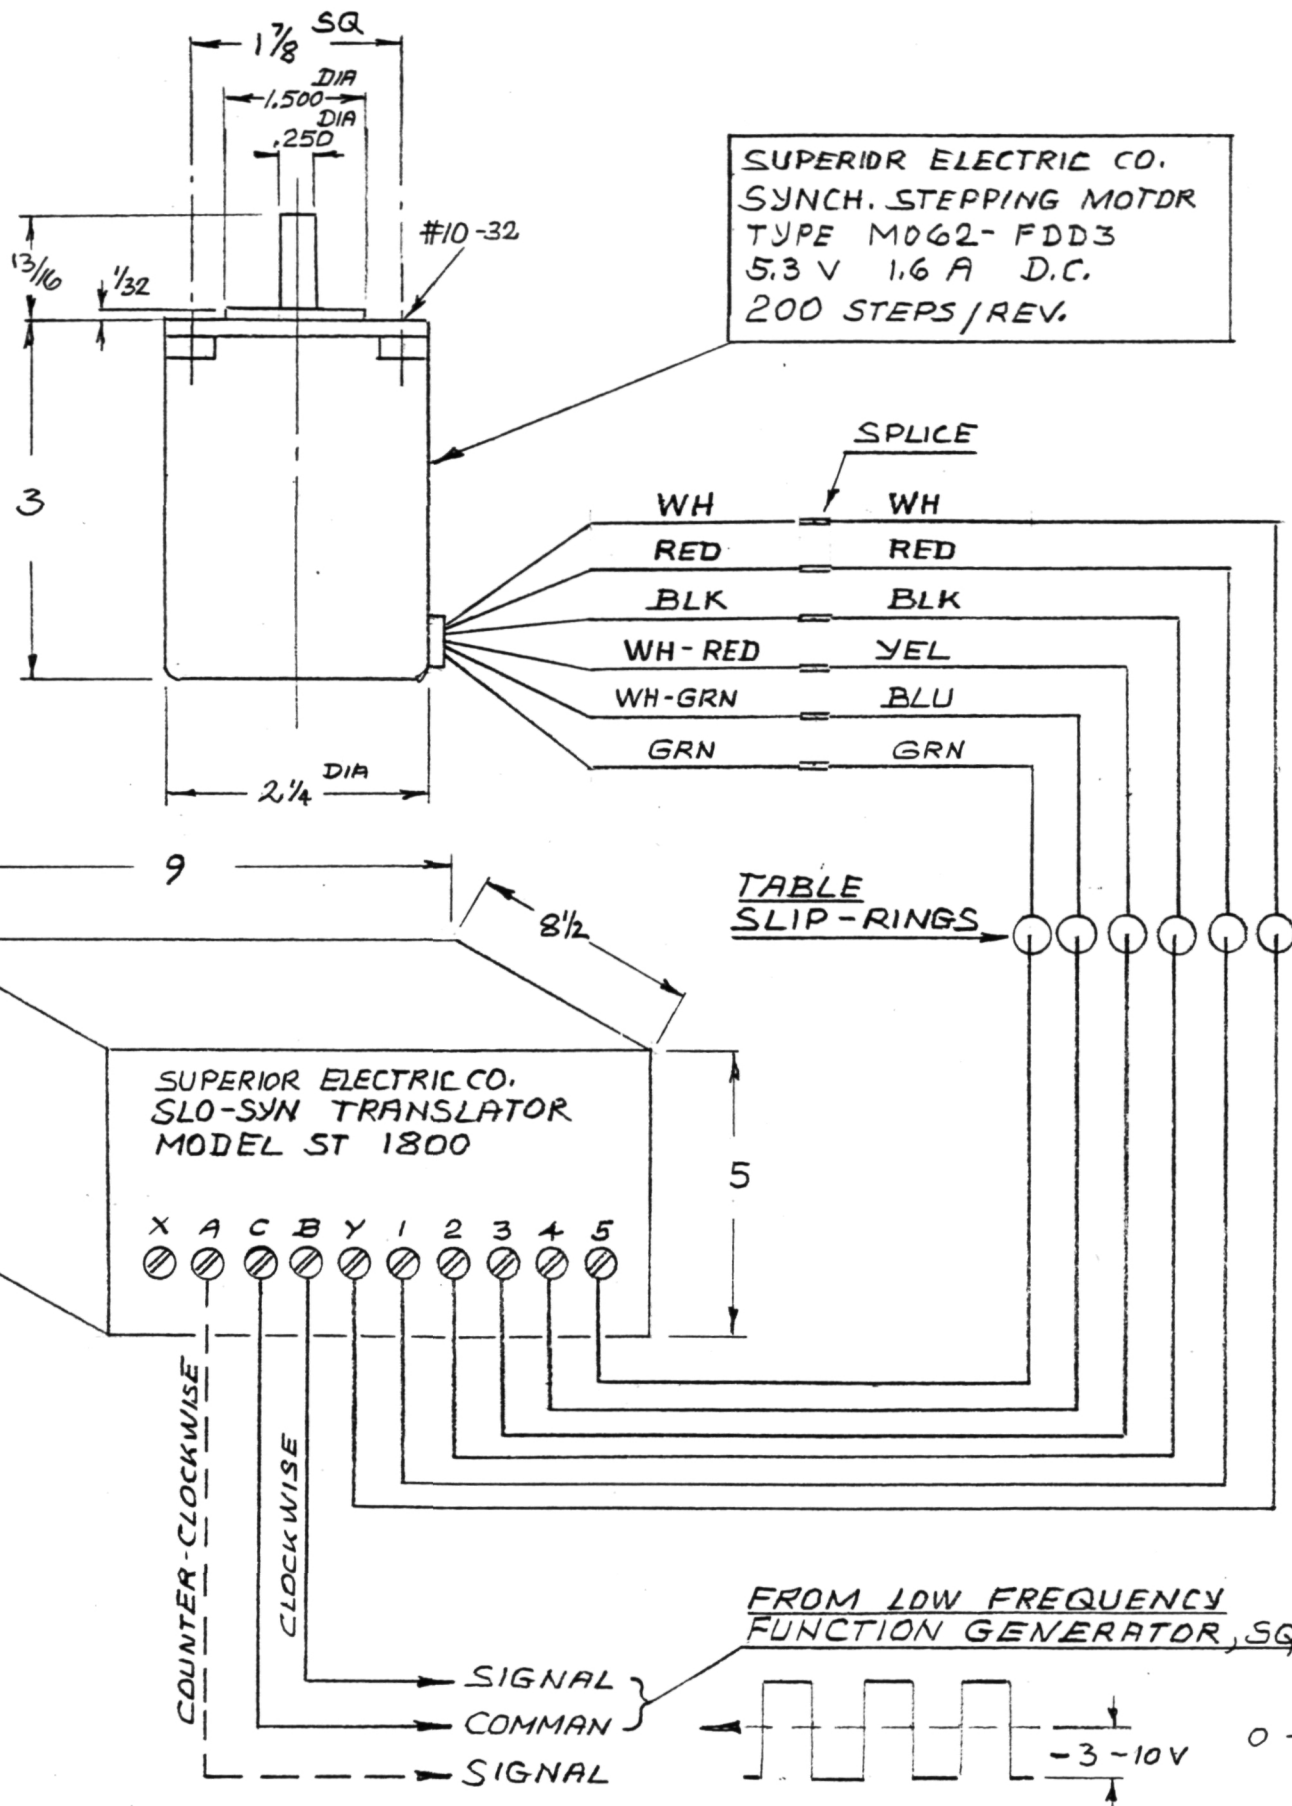 SQ
1 7/8
DIA
1.500
DIA
.250
#10-32
13/16
1/32
3
DIA
2 1/4
SUPERIOR ELECTRIC CO.
SYNCH. STEPPING MOTOR
TYPE MO62-FDD3
5.3 V 1.6 A D.C.
200 STEPS/REV.
SPLICE
WH WH
RED RED
BLK BLK
WH-RED YEL
WH-GRN BLU
GRN GRN
9
8 1/2
TABLE
SLIP-RINGS
SUPERIOR ELECTRIC CO.
SLO-SYN TRANSLATOR
MODEL ST 1800
X A C B Y 1 2 3 4 5
5
COUNTER-CLOCKWISE
CLOCKWISE
FROM LOW FREQUENCY
FUNCTION GENERATOR, SQ
SIGNAL
COMMAN
SIGNAL
-3 -10V
0 -